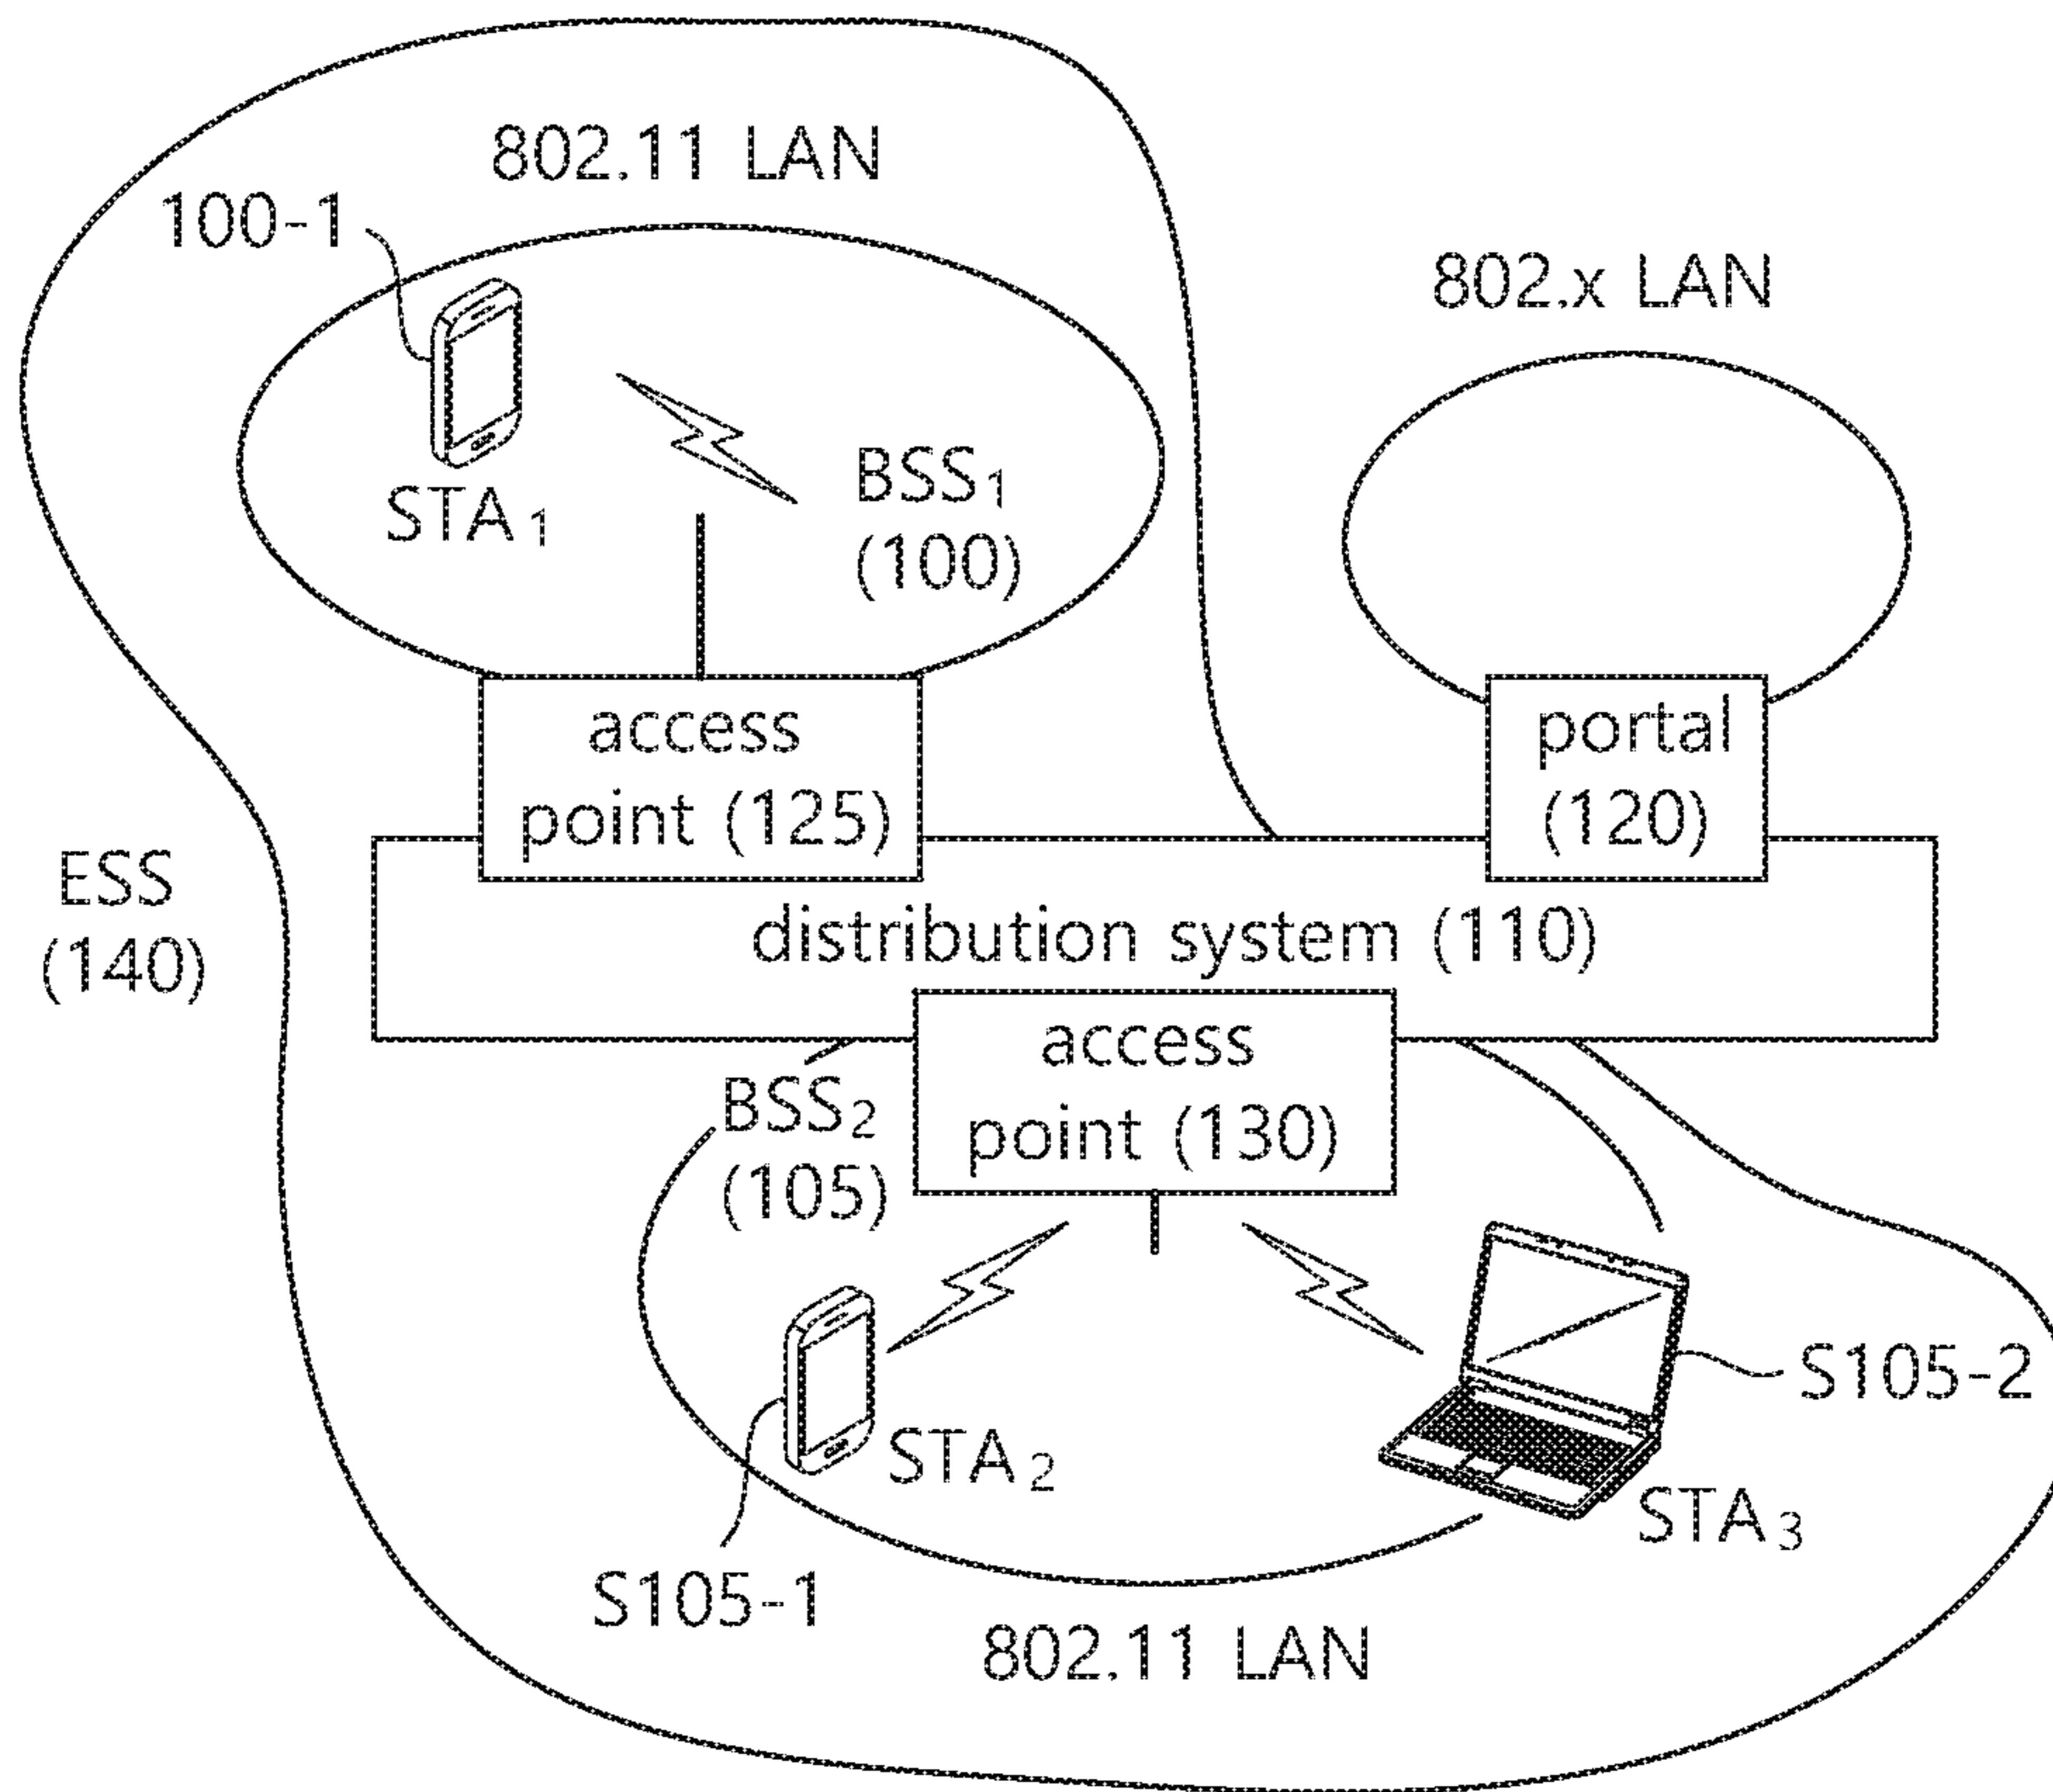 802.11 LAN
100-1
802.x LAN
STA1
BSS1
(100)
access
point (125)
portal
(120)
ESS
(140)
distribution system (110)
access
point (130)
BSS2
(105)
S105-2
STA2
STA3
S105-1
802.11 LAN